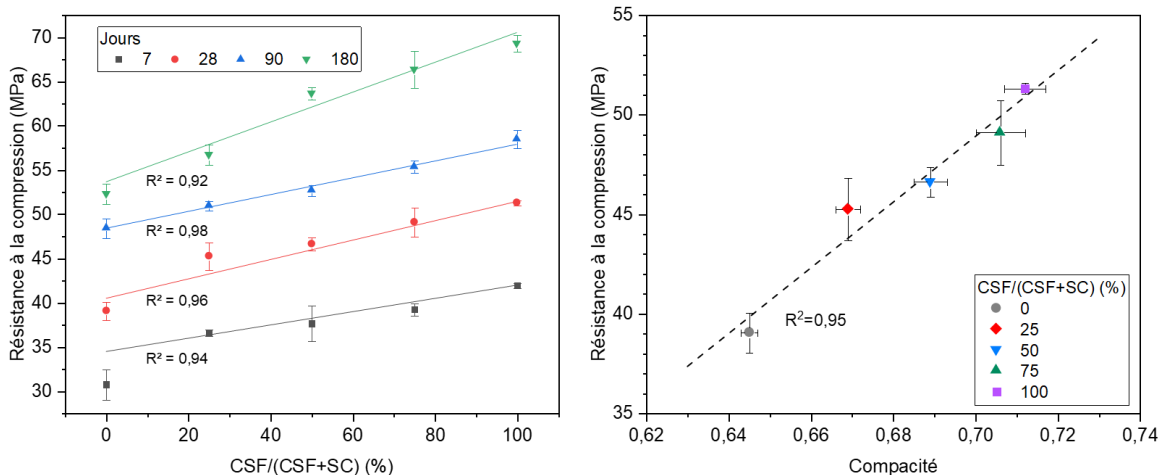 Résistance à la compression (MPa)
70
65
60
55
50
45
40
35
30
Jours
7 28 90 180
R² = 0,92
R² = 0,98
R² = 0,96
R² = 0,94
0 20 40 60 80 100
CSF/(CSF+SC) (%)
Résistance à la compression (MPa)
55
50
45
40
35
R²=0,95
CSF/(CSF+SC) (%)
0
25
50
75
100
0,62 0,64 0,66 0,68 0,70 0,72 0,74
Compacité